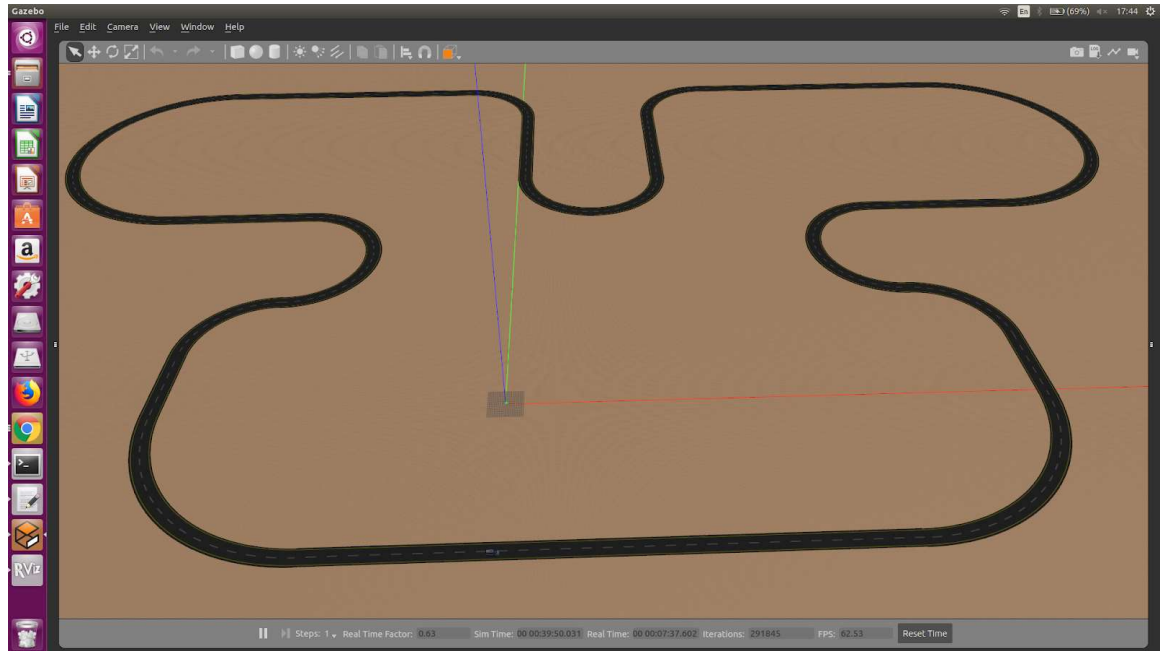 Gazebo
En (69%) 17:44
File Edit Camera View Window Help
LOG
A
a
>_
RViz
Steps: 1 Real Time Factor: 0.63 Sim Time: 00 00:39:50.031 Real Time: 00 00:07:37.602 Iterations: 291845 FPS: 62.53 Reset Time